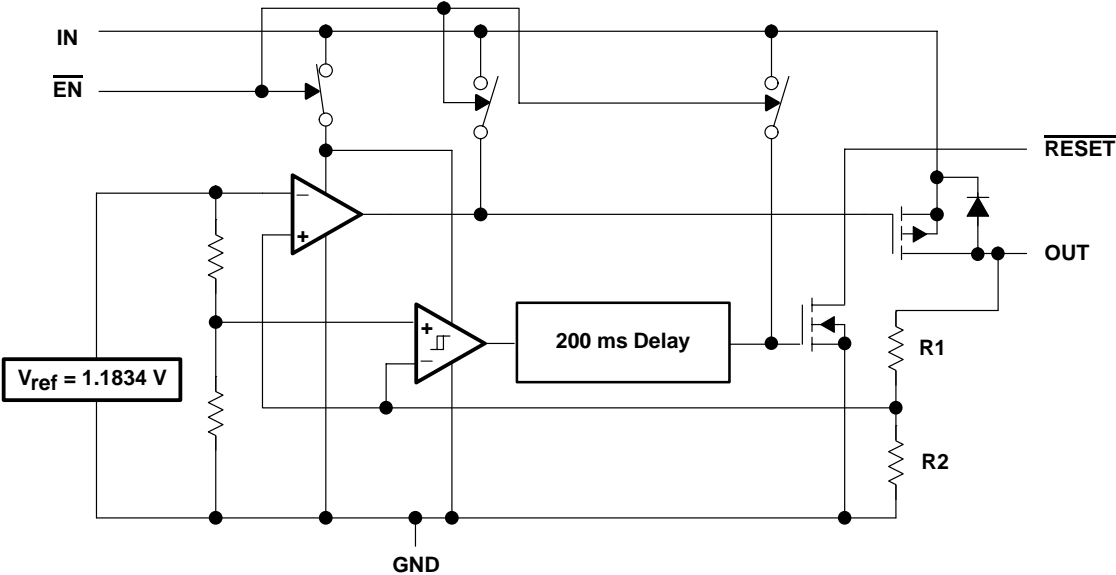 IN
EN
RESET
−
+
OUT
+
−
200 ms Delay
R1
Vref = 1.1834 V
R2
GND